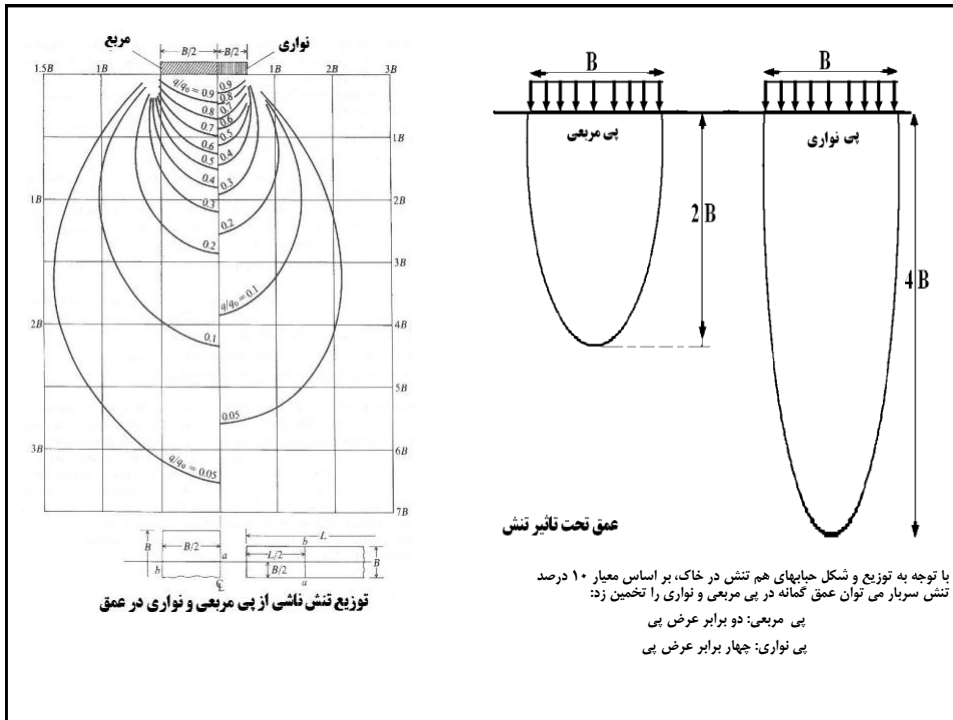 مربع
نواری
B/2 B/2
1.5B 1B 1B 2B 3B
q/q₀ = 0.9
0.8
0.7
0.6
0.5
0.4
0.3
0.2
0.1
q/q₀ = 0.05
0.9
0.8
0.7
0.6
0.5
0.4
0.3
0.2
q/q₀ = 0.1
0.05
1B
2B
3B
1B
2B
3B
4B
5B
6B
7B
B B/2 a b
L
b
L/2
B/2 B
a
℄
توزیع تنش ناشی از پی مربعی و نواری در عمق
B
پی مربعی
2 B
B
پی نواری
4 B
عمق تحت تاثیر تنش
با توجه به توزیع و شکل حبابهای هم تنش در خاک، بر اساس معیار ۱۰ درصد
تنش سربار می توان عمق گمانه در پی مربعی و نواری را تخمین زد:
پی مربعی: دو برابر عرض پی
پی نواری: چهار برابر عرض پی